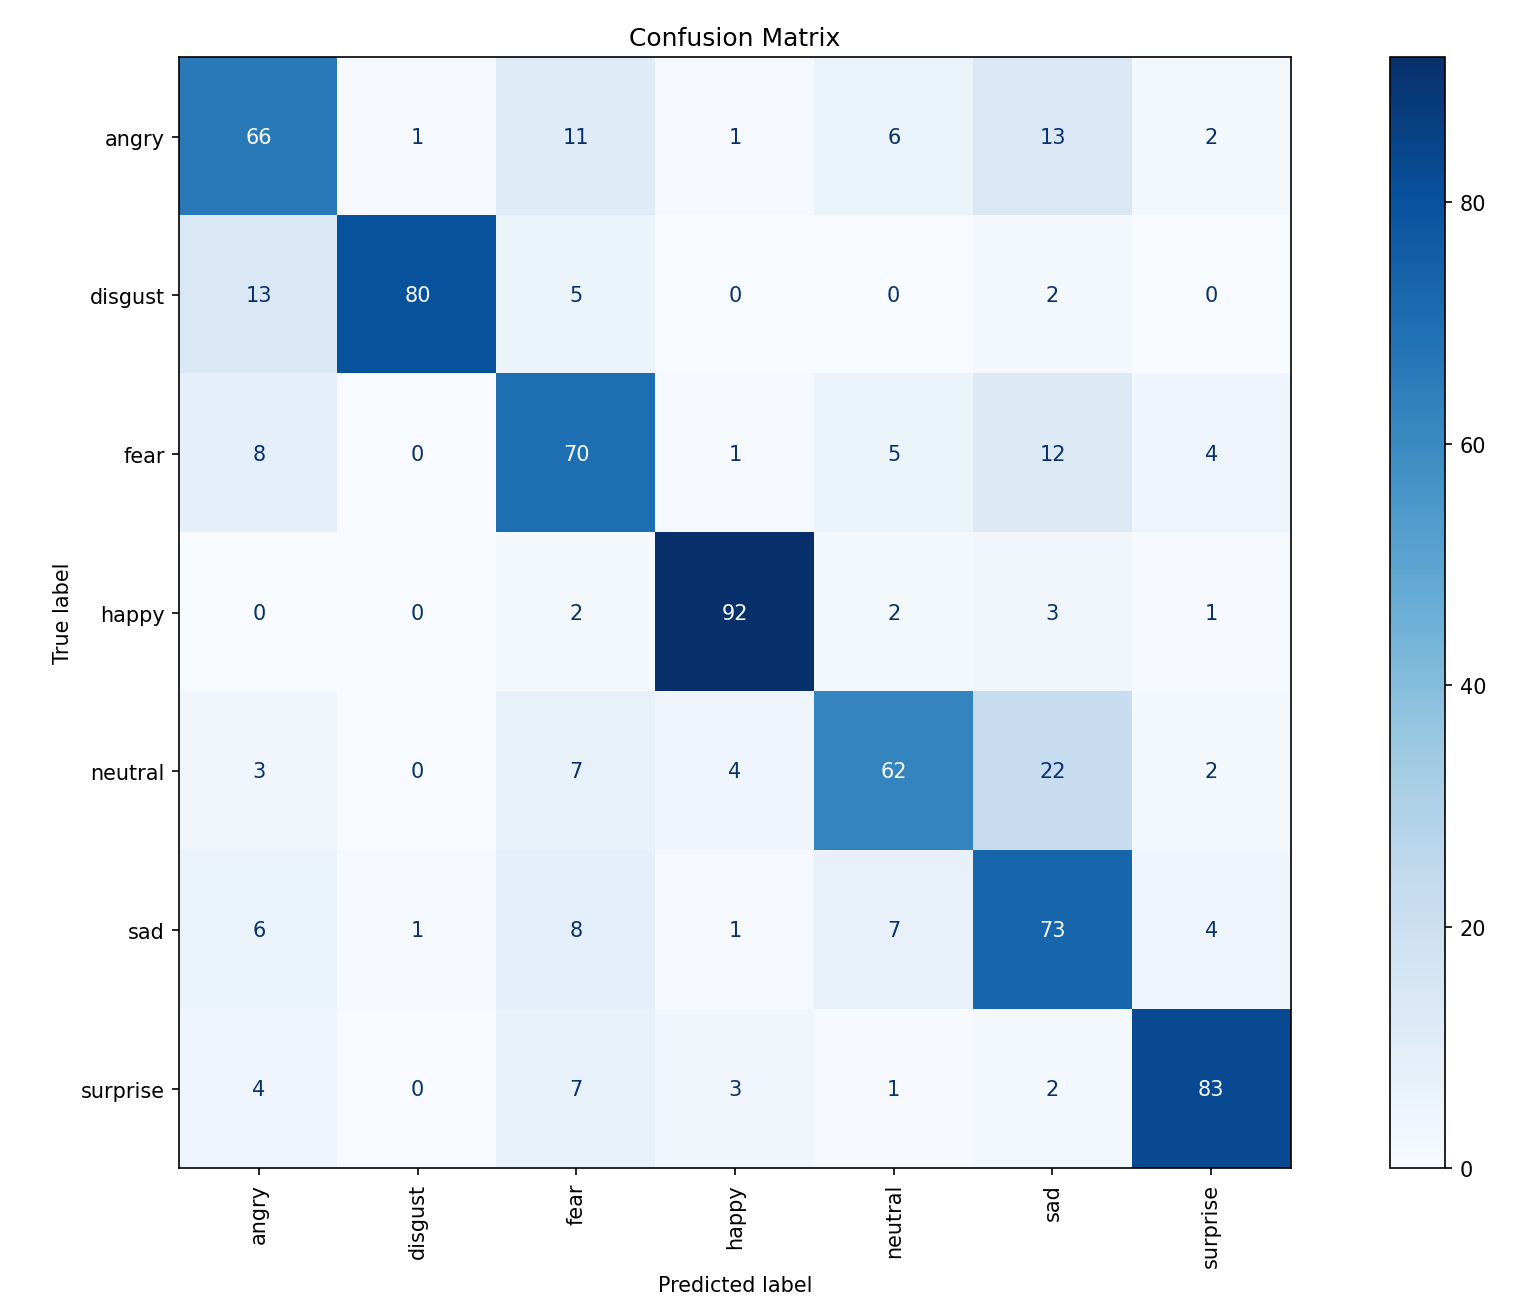 Confusion Matrix
angry 66 1 11 1 6 13 2
disgust 13 80 5 0 0 2 0
fear 8 0 70 1 5 12 4
happy 0 0 2 92 2 3 1
neutral 3 0 7 4 62 22 2
sad 6 1 8 1 7 73 4
surprise 4 0 7 3 1 2 83
angry disgust fear happy neutral sad surprise
Predicted label
True label
80
60
40
20
0